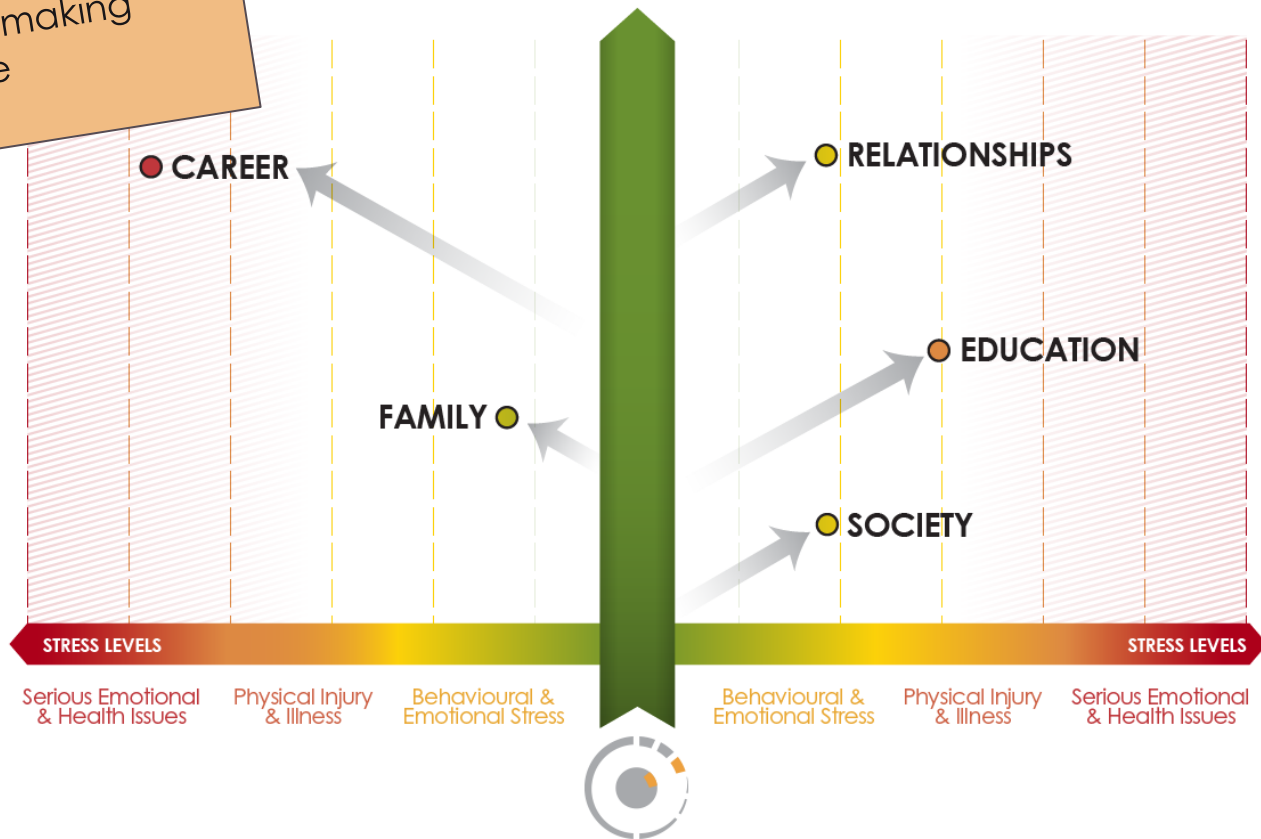 making
e
CAREER
RELATIONSHIPS
EDUCATION
FAMILY
SOCIETY
STRESS LEVELS
STRESS LEVELS
Serious Emotional
& Health Issues
Physical Injury
& Illness
Behavioural &
Emotional Stress
Behavioural &
Emotional Stress
Physical Injury
& Illness
Serious Emotional
& Health Issues